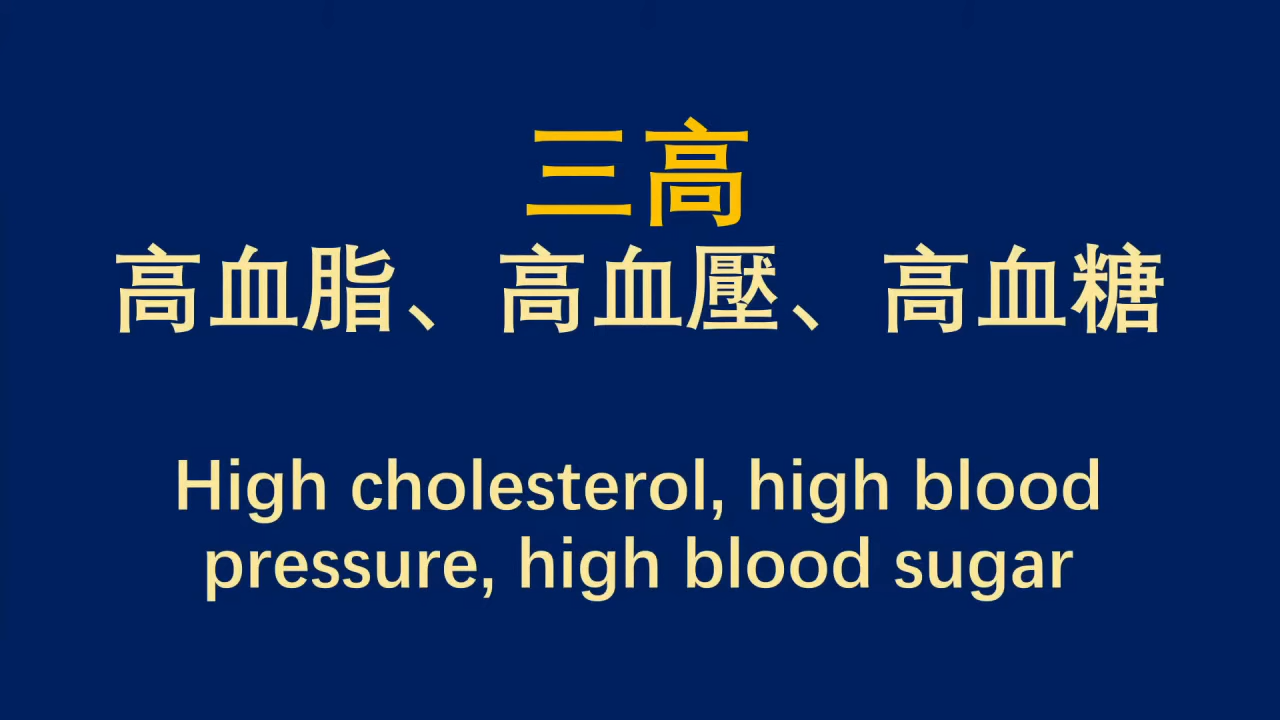 三高
高血脂、高血壓、高血糖
High cholesterol, high blood
pressure, high blood sugar